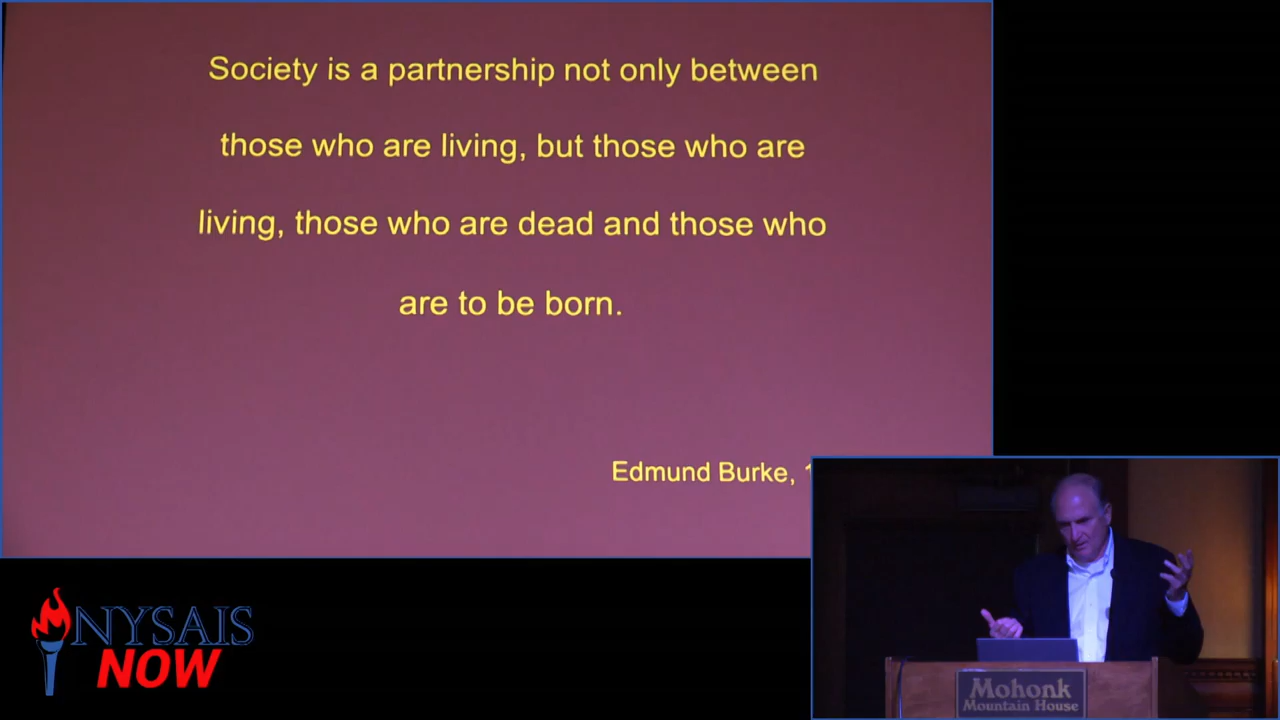 Society is a partnership not only between
those who are living, but those who are
living, those who are dead and those who
are to be born.
Edmund Burke,
NYSAIS
NOW
Mohonk
Mountain House